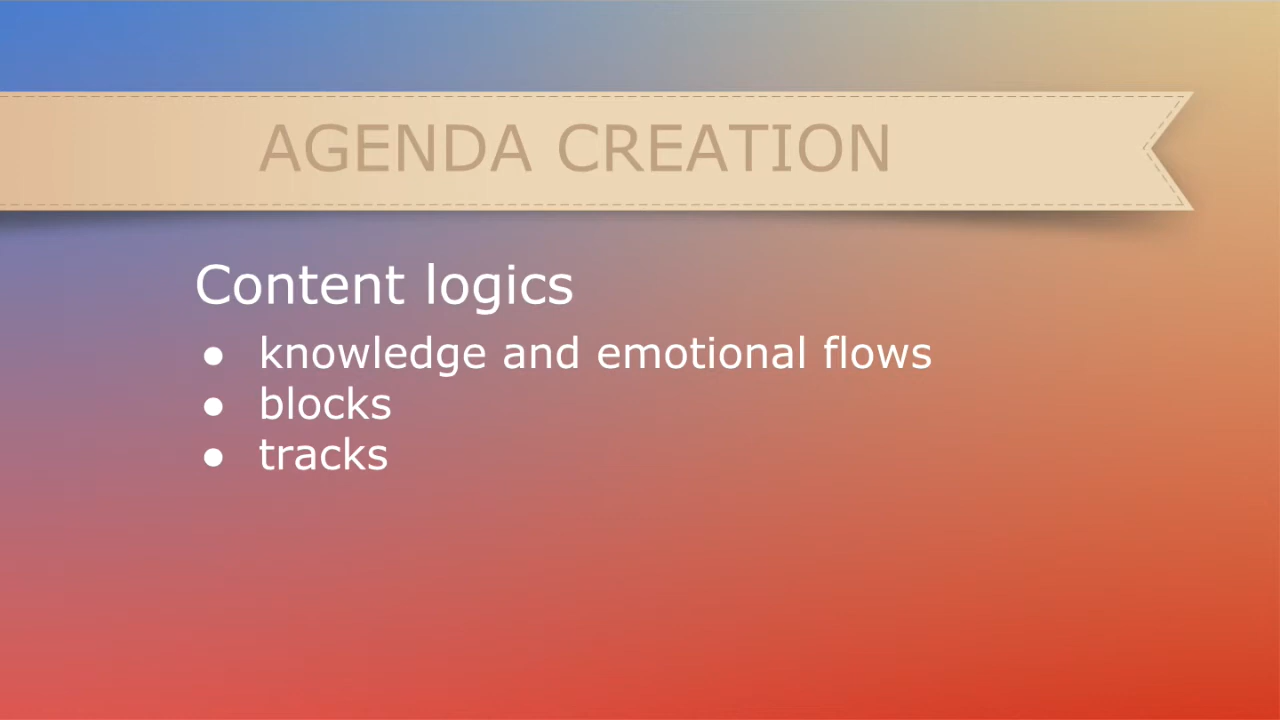 AGENDA CREATION
Content logics
● knowledge and emotional flows
● blocks
● tracks